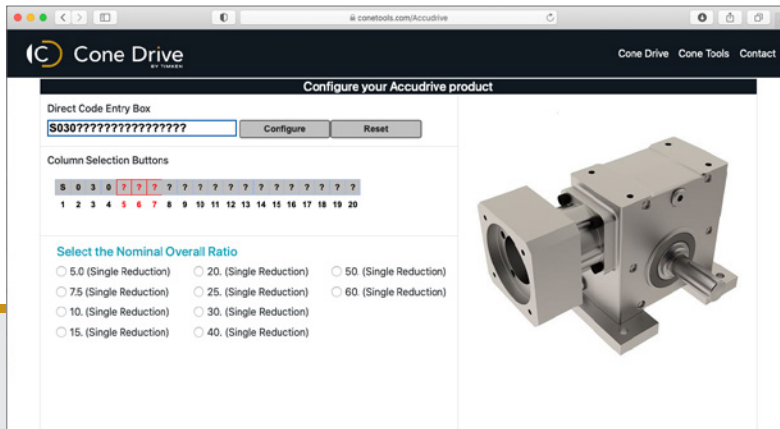 conetools.com/Accudrive
Cone Drive
BY TIMKEN
Cone Drive Cone Tools Contact
Configure your Accudrive product
Direct Code Entry Box
S030????????????????
Configure Reset
Column Selection Buttons
S 0 3 0 ? ? ? ? ? ? ? ? ? ? ? ? ? ? ? ?
1 2 3 4 5 6 7 8 9 10 11 12 13 14 15 16 17 18 19 20
Select the Nominal Overall Ratio
5.0 (Single Reduction) 20. (Single Reduction) 50. (Single Reduction)
7.5 (Single Reduction) 25. (Single Reduction) 60. (Single Reduction)
10. (Single Reduction) 30. (Single Reduction)
15. (Single Reduction) 40. (Single Reduction)